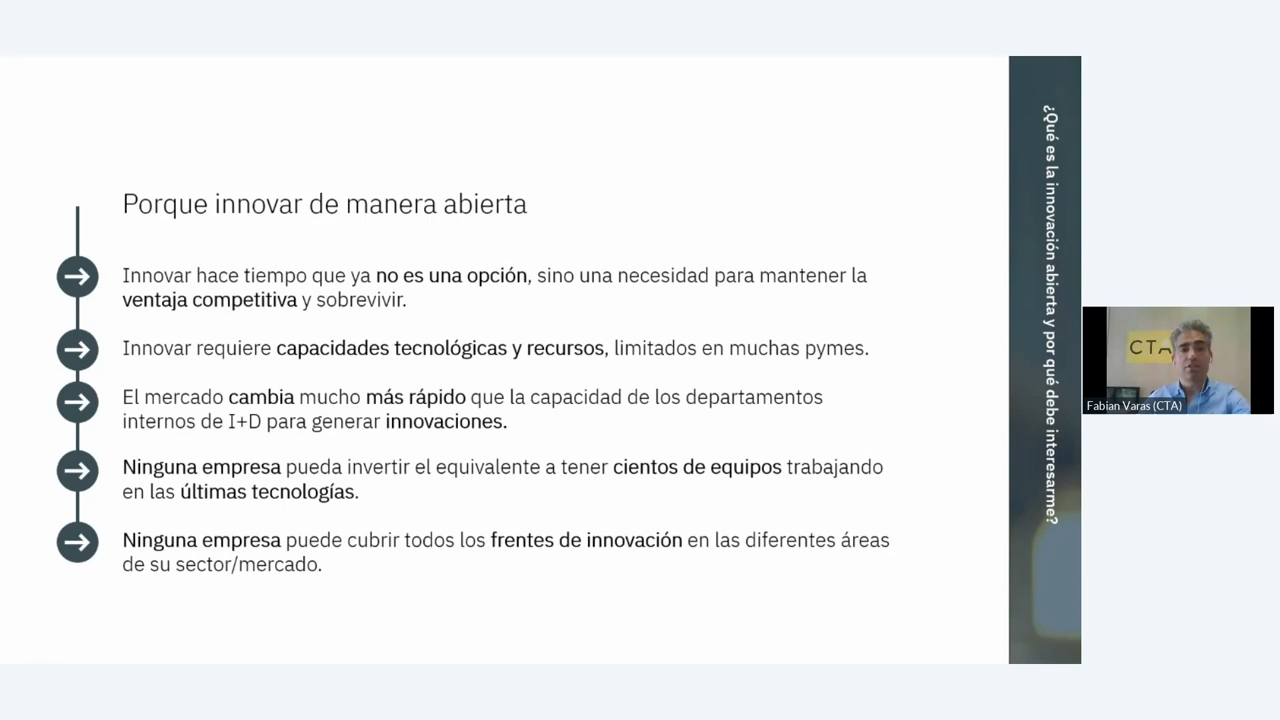 Porque innovar de manera abierta
Innovar hace tiempo que ya no es una opción, sino una necesidad para mantener la
ventaja competitiva y sobrevivir.
Innovar requiere capacidades tecnológicas y recursos, limitados en muchas pymes.
El mercado cambia mucho más rápido que la capacidad de los departamentos
internos de I+D para generar innovaciones.
Ninguna empresa pueda invertir el equivalente a tener cientos de equipos trabajando
en las últimas tecnologías.
Ninguna empresa puede cubrir todos los frentes de innovación en las diferentes áreas
de su sector/mercado.
¿Qué es la innovación abierta y por qué debe interesarme?
CTA
Fabian Varas (CTA)